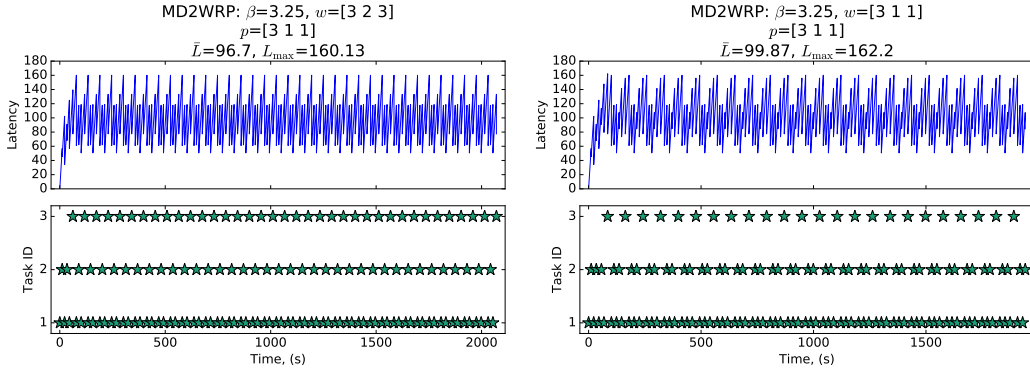 MD2WRP: β=3.25, w=[3 2 3]
p=[3 1 1]
L̄=96.7, Lmax=160.13
180
160
140
120
100
80
60
40
20
0
Latency
3
2
1
Task ID
0 500 1000 1500 2000
Time, (s)
MD2WRP: β=3.25, w=[3 1 1]
p=[3 1 1]
L̄=99.87, Lmax=162.2
180
160
140
120
100
80
60
40
20
0
Latency
0 500 1000 1500
3
2
1
Task ID
Time, (s)